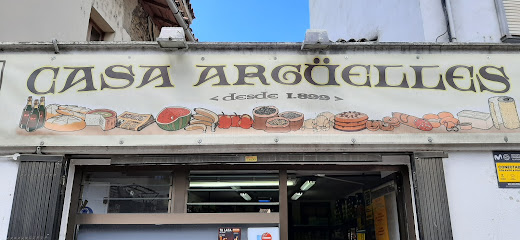 CASA ARGÜELLES
< desde 1.899 >